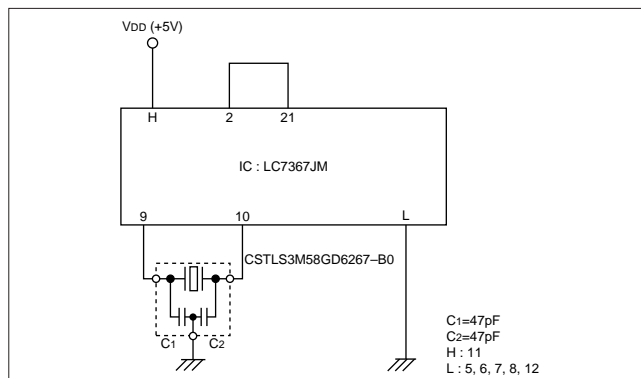 VDD (+5V)
H 2 21
IC : LC7367JM
9 10 L
CSTLS3M58GD6267–B0
C1 C2
C1=47pF
C2=47pF
H : 11
L : 5, 6, 7, 8, 12